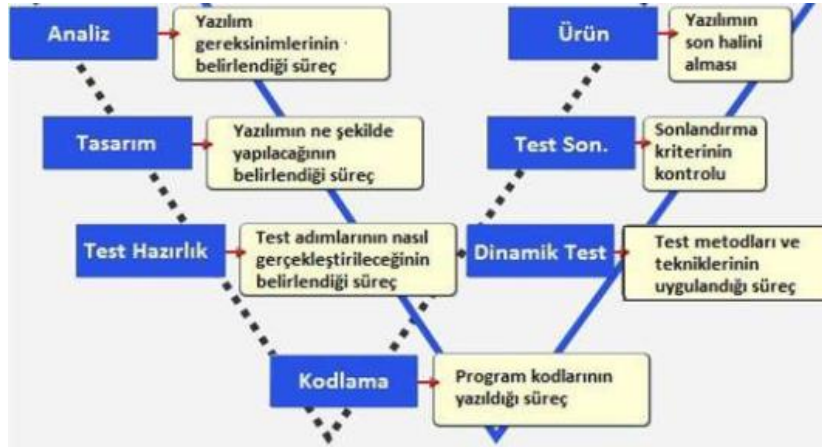 Analiz
Yazılım
gereksinimlerinin
belirlendiği süreç
Ürün
Yazılımın
son halini
alması
Tasarım
Yazılımın ne şekilde
yapılacağının
belirlendiği süreç
Test Son.
Sonlandırma
kriterinin
kontrolu
Test Hazırlık
Test adımlarının nasıl
gerçekleştirileceğinin
belirlendiği süreç
Dinamik Test
Test metodları ve
tekniklerinin
uygulandığı süreç
Kodlama
Program kodlarının
yazıldığı süreç